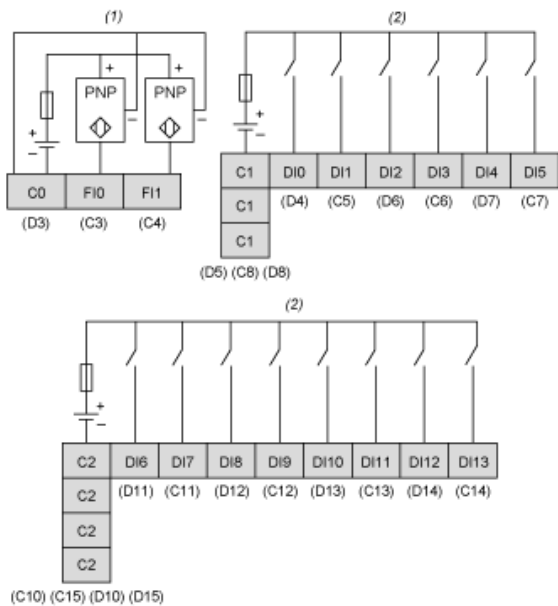 (1)
+ +
PNP PNP
+
− − −
C0 FI0 FI1
(D3) (C3) (C4)
(2)
+
−
C1 DI0 DI1 DI2 DI3 DI4 DI5
C1 (D4) (C5) (D6) (C6) (D7) (C7)
C1
(D5) (C8) (D8)
(2)
+
−
C2 DI6 DI7 DI8 DI9 DI10 DI11 DI12 DI13
C2 (D11) (C11) (D12) (C12) (D13) (C13) (D14) (C14)
C2
C2
(C10) (C15) (D10) (D15)